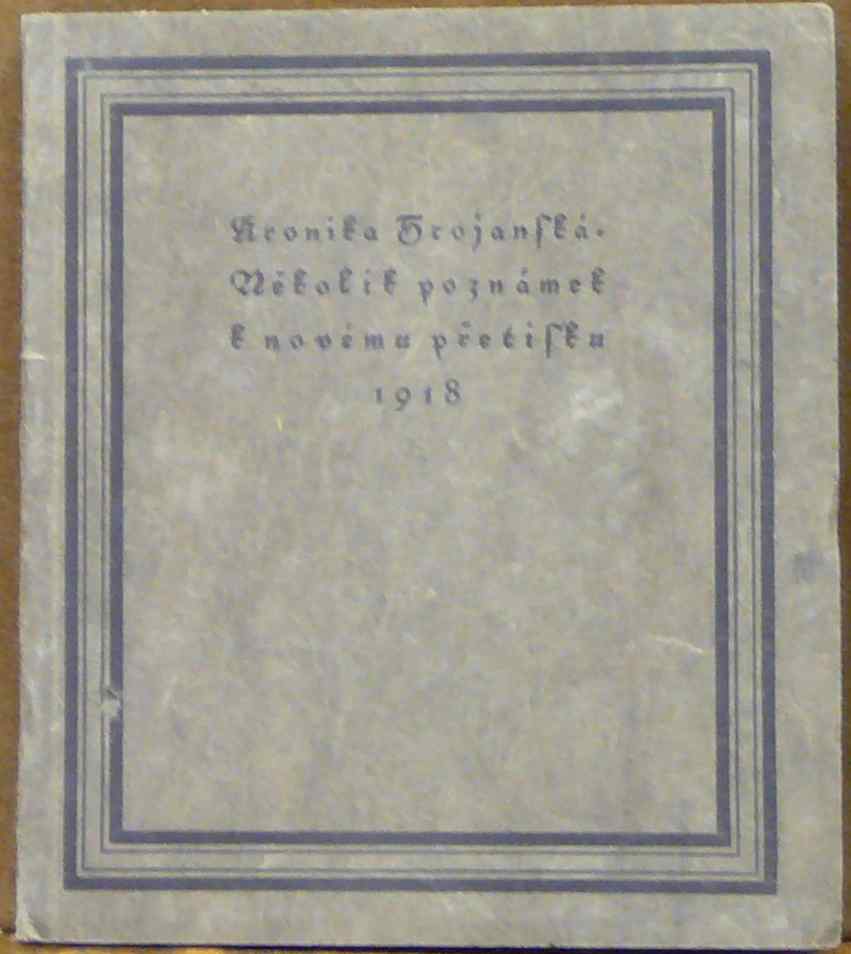 Kronika Trojanſká.
Několik poznámek
k novému přetiſku
1918